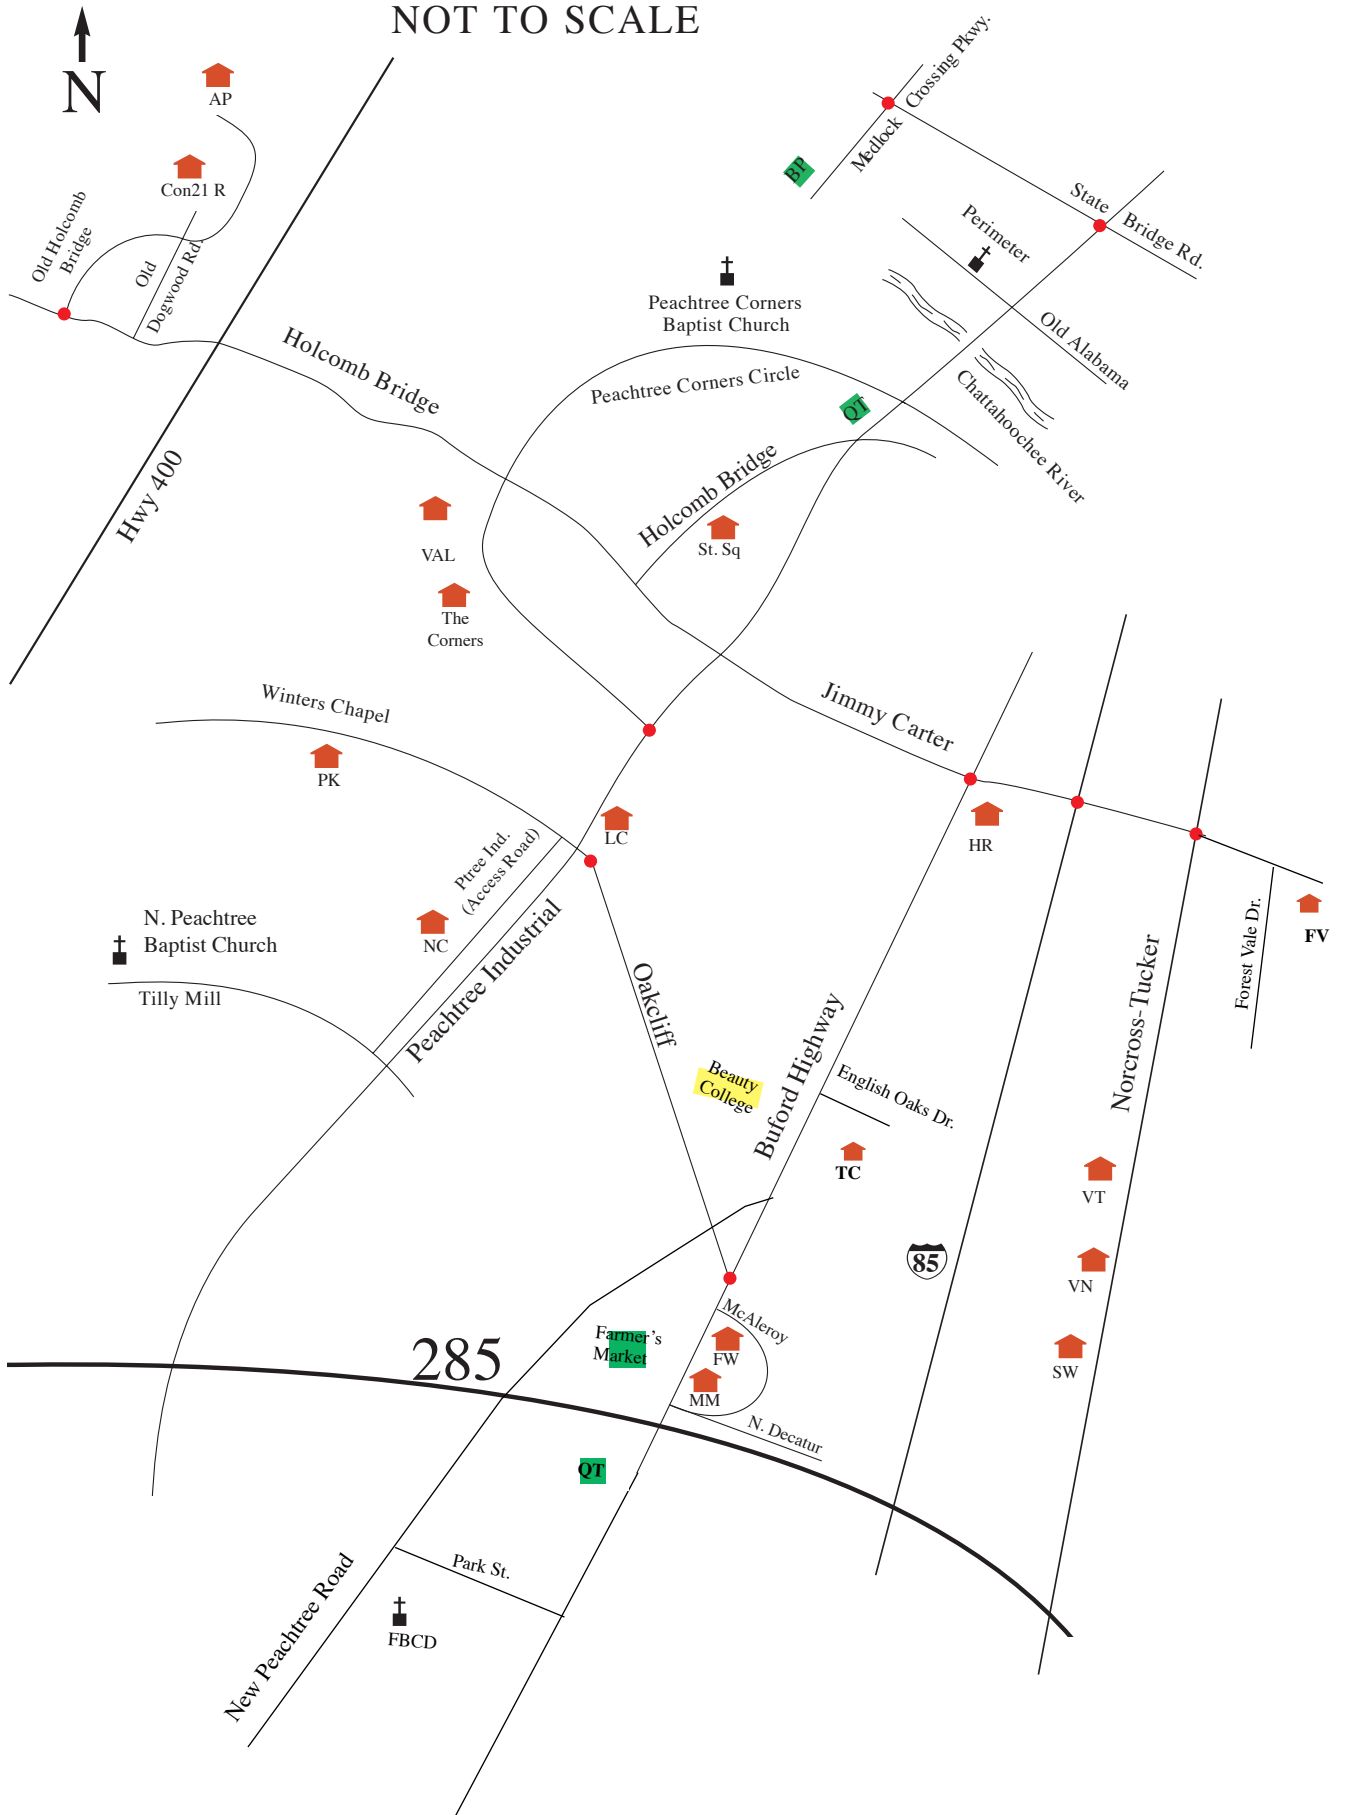 NOT TO SCALE
N
AP
Con21 R
Old Holcomb
Bridge
Old
Dogwood Rd.
Hwy 400
Holcomb Bridge
Medlock
Crossing Pkwy.
BP
State
Bridge Rd.
Perimeter
Old Alabama
Chattahoochee River
Peachtree Corners
Baptist Church
Peachtree Corners Circle
QT
Holcomb Bridge
St. Sq
VAL
The
Corners
Winters Chapel
PK
Jimmy Carter
LC
HR
Ptree Ind.
(Access Road)
NC
N. Peachtree
Baptist Church
Tilly Mill
Peachtree Industrial
Oakcliff
FV
Forest Vale Dr.
Norcross-Tucker
Beauty
College
Buford Highway
English Oaks Dr.
TC
VT
85
VN
SW
McAleroy
FW
MM
Farmer's
Market
285
N. Decatur
QT
Park St.
New Peachtree Road
FBCD